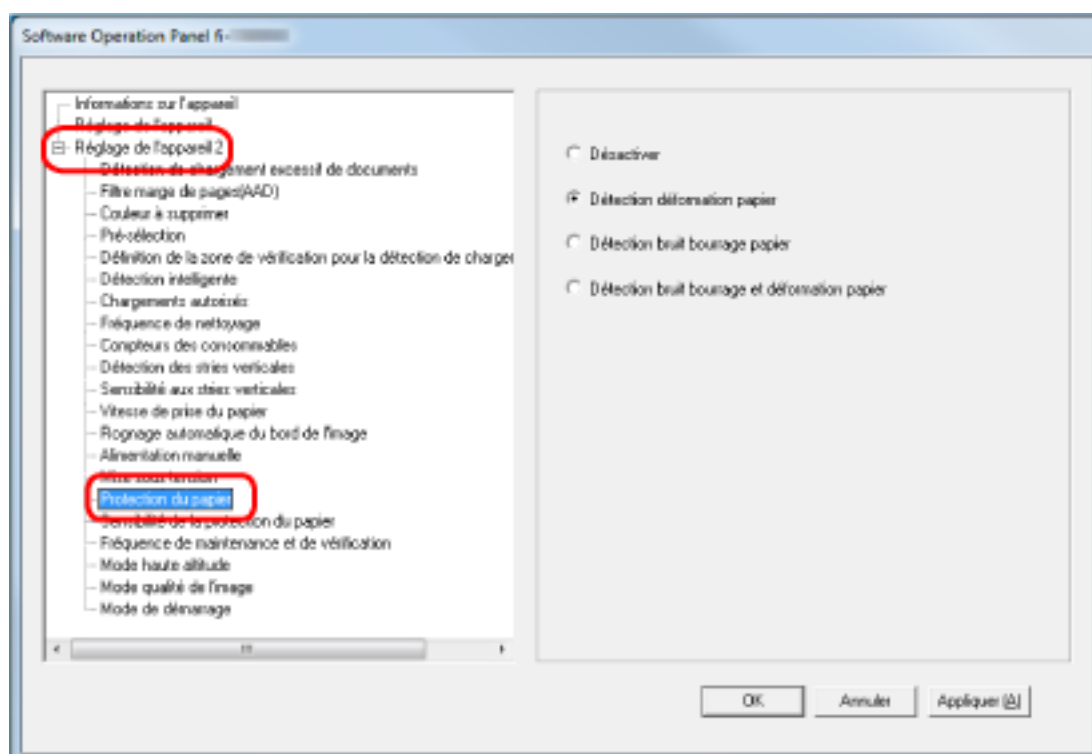 Software Operation Panel fi-
Informations sur l'appareil
Réglage de l'appareil
Réglage de l'appareil 2
Détection de chargement excessif de documents
Filtre marge de pages(AAD)
Couleur à supprimer
Pré-sélection
Définition de la zone de vérification pour la détection de charger
Détection intelligente
Chargements autorisés
Fréquence de nettoyage
Compteurs des consommables
Détection des stries verticales
Sensibilité aux stries verticales
Vitesse de prise du papier
Rognage automatique du bord de l'image
Alimentation manuelle
Mise sous tension
Protection du papier
Sensibilité de la protection du papier
Fréquence de maintenance et de vérification
Mode haute altitude
Mode qualité de l'image
Mode de démarrage
Désactiver
Détection déformation papier
Détection bruit bourrage papier
Détection bruit bourrage et déformation papier
OK
Annuler
Appliquer (A)